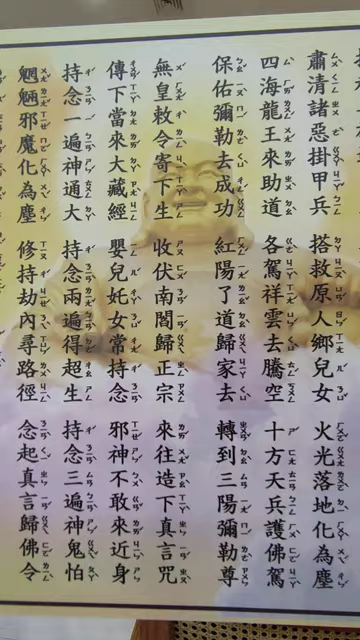 肅清諸惡掛甲兵 搭救原人鄉兒女 火光落地化為塵
四海龍王來助道 各駕祥雲去騰空 十方天兵護佛駕
保佑彌勒去成功 紅陽了道歸家去 轉到三陽彌勒尊
無皇敕令寄下生 收伏南閻歸正宗 來往造下真言咒
傳下當來大藏經 嬰兒奼女常持念 邪神不敢來近身
持念一遍神通大 持念兩遍得超生 持念三遍神鬼怕
魍魎邪魔化為塵 修持劫內尋路徑 念起真言歸佛令